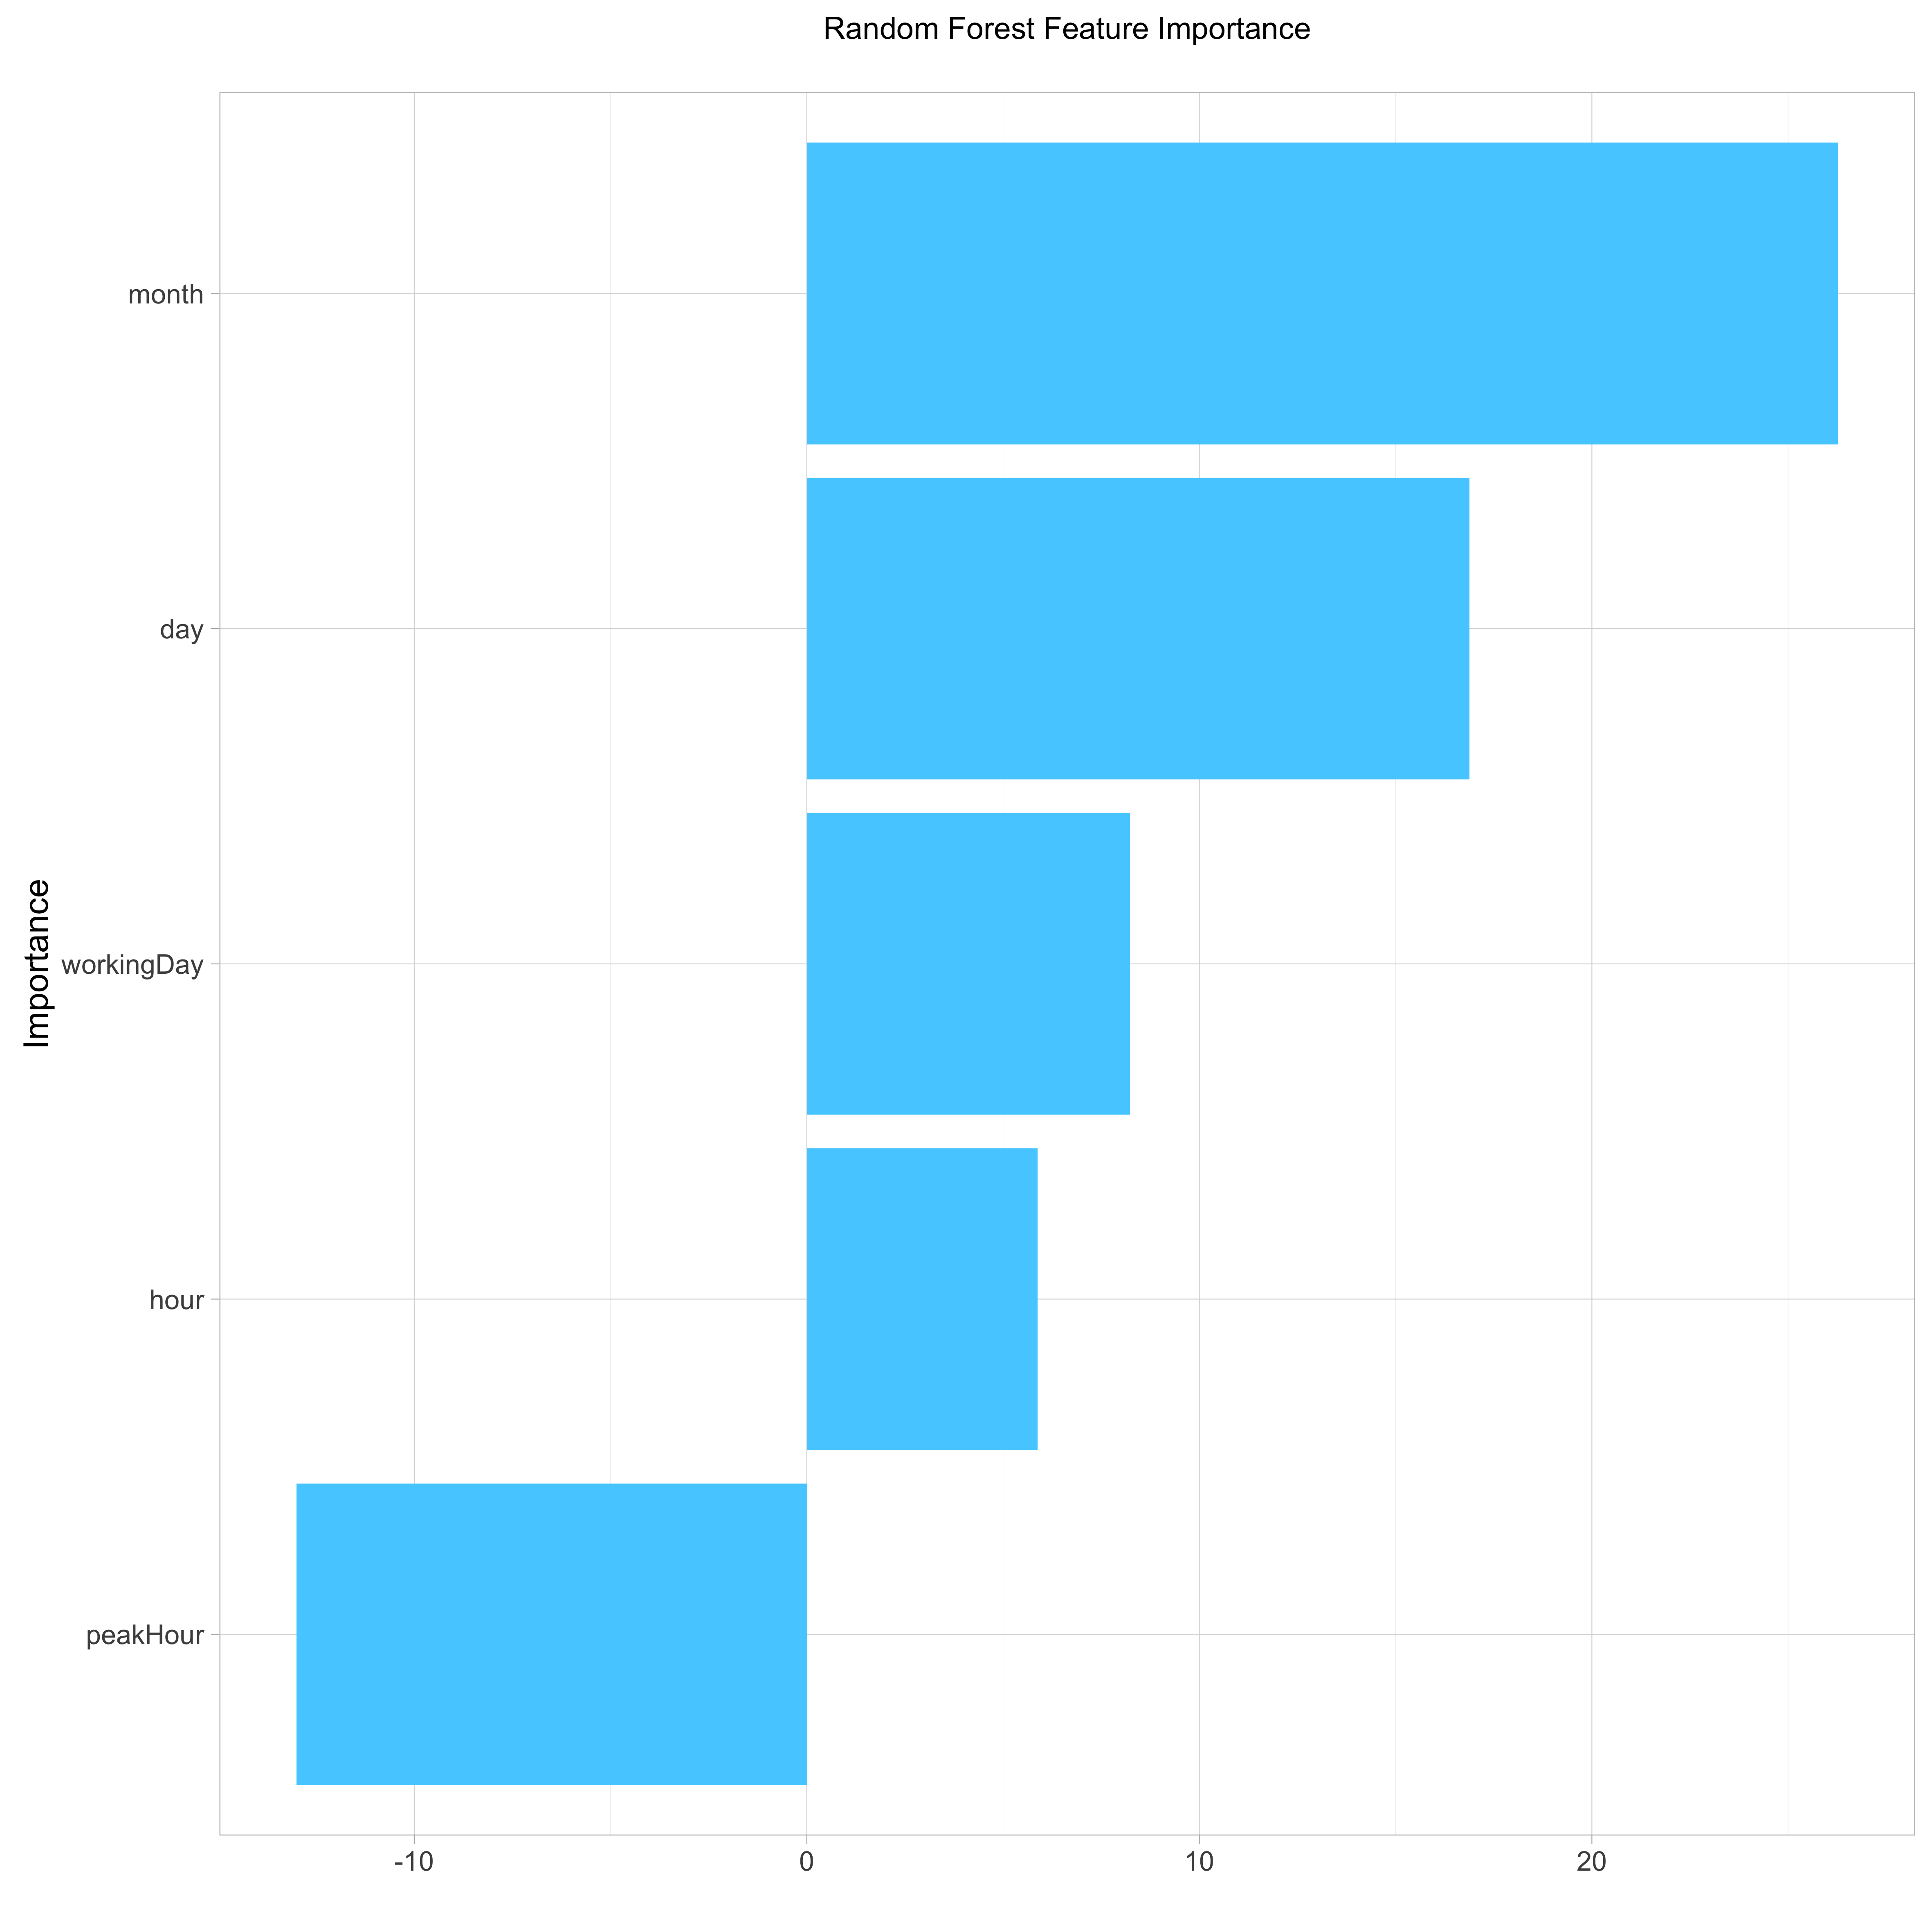 Random Forest Feature Importance
month
day
workingDay
hour
peakHour
Importance
-10 0 10 20